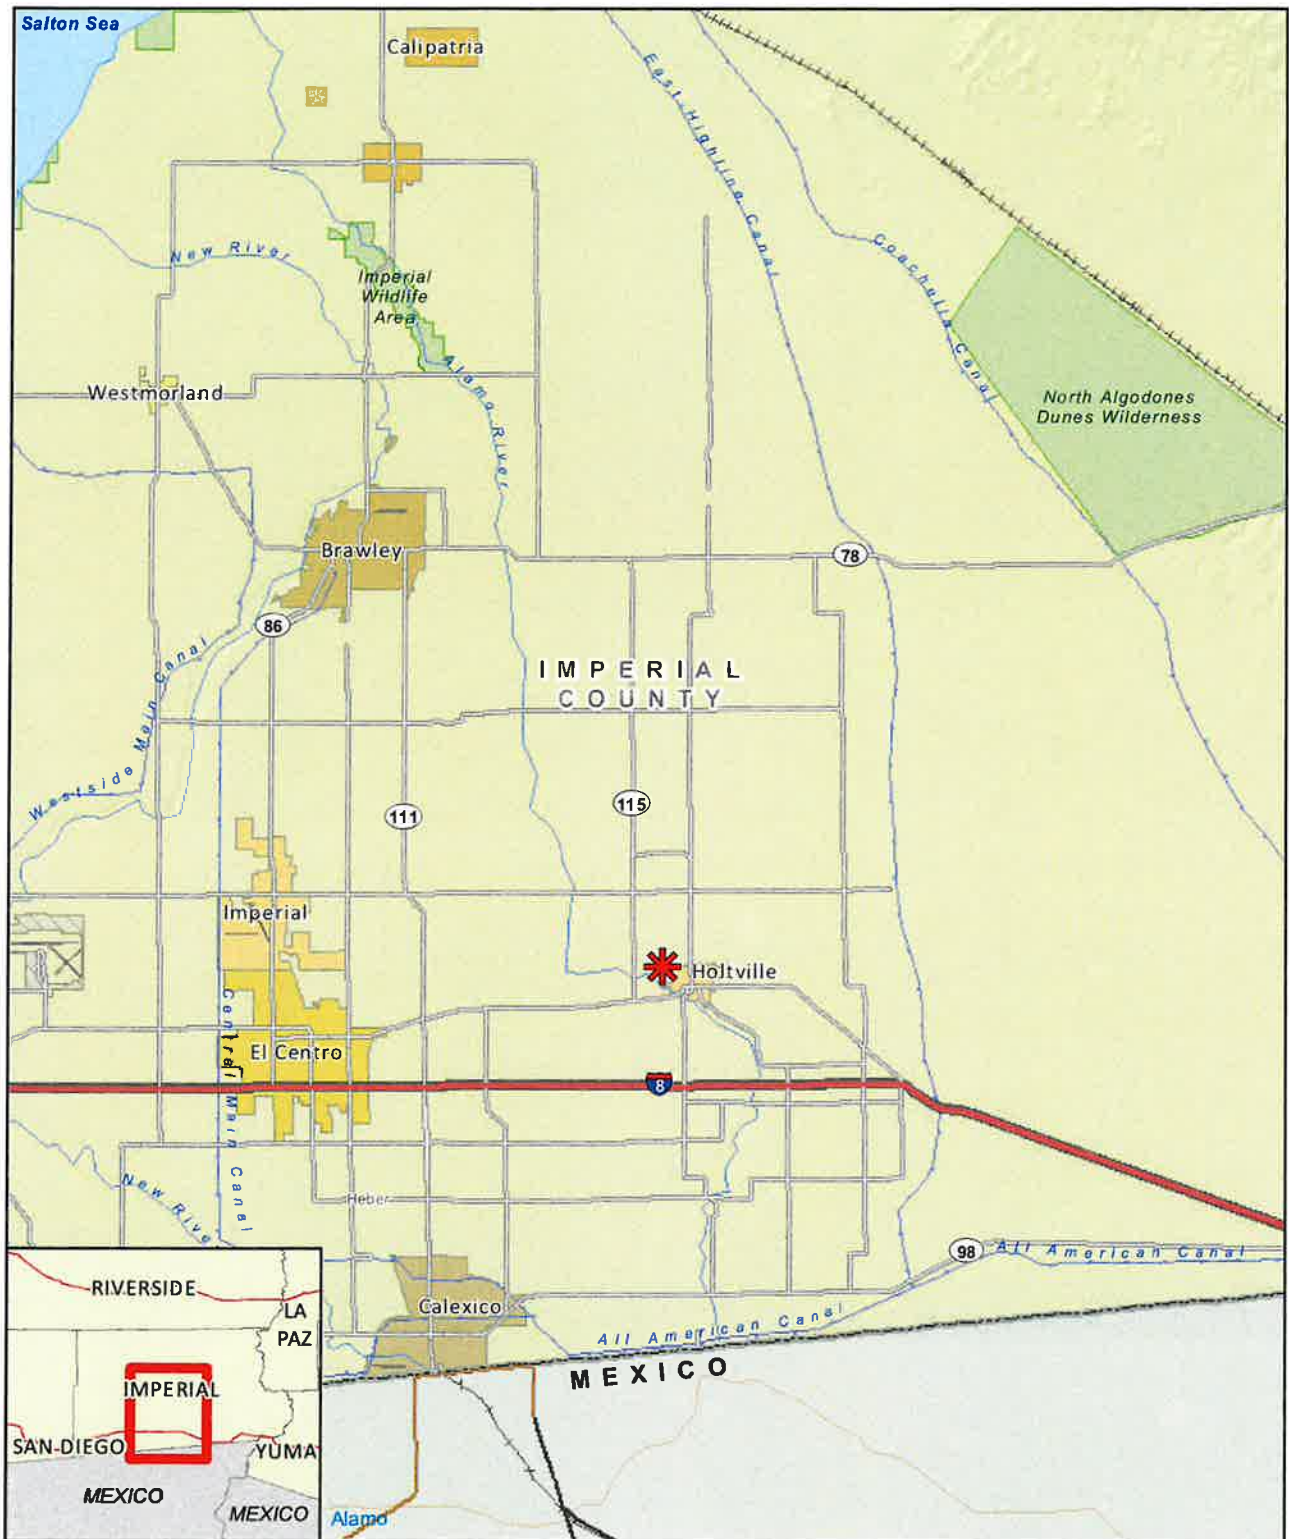 Salton Sea
Calipatria
East Highline Canal
New River
Coachella Canal
Imperial
Wildlife
Area
Alamo River
Westmorland
North Algodones
Dunes Wilderness
Brawley
78
86
IMPERIAL
COUNTY
Westside Main Canal
115
111
Imperial
Holtville
Central Main Canal
El Centro
8
New Rive
Heber
98
All American Canal
Calexico
All American Canal
MEXICO
RIVERSIDE
LA
PAZ
IMPERIAL
SAN DIEGO
YUMA
MEXICO
MEXICO
Alamo